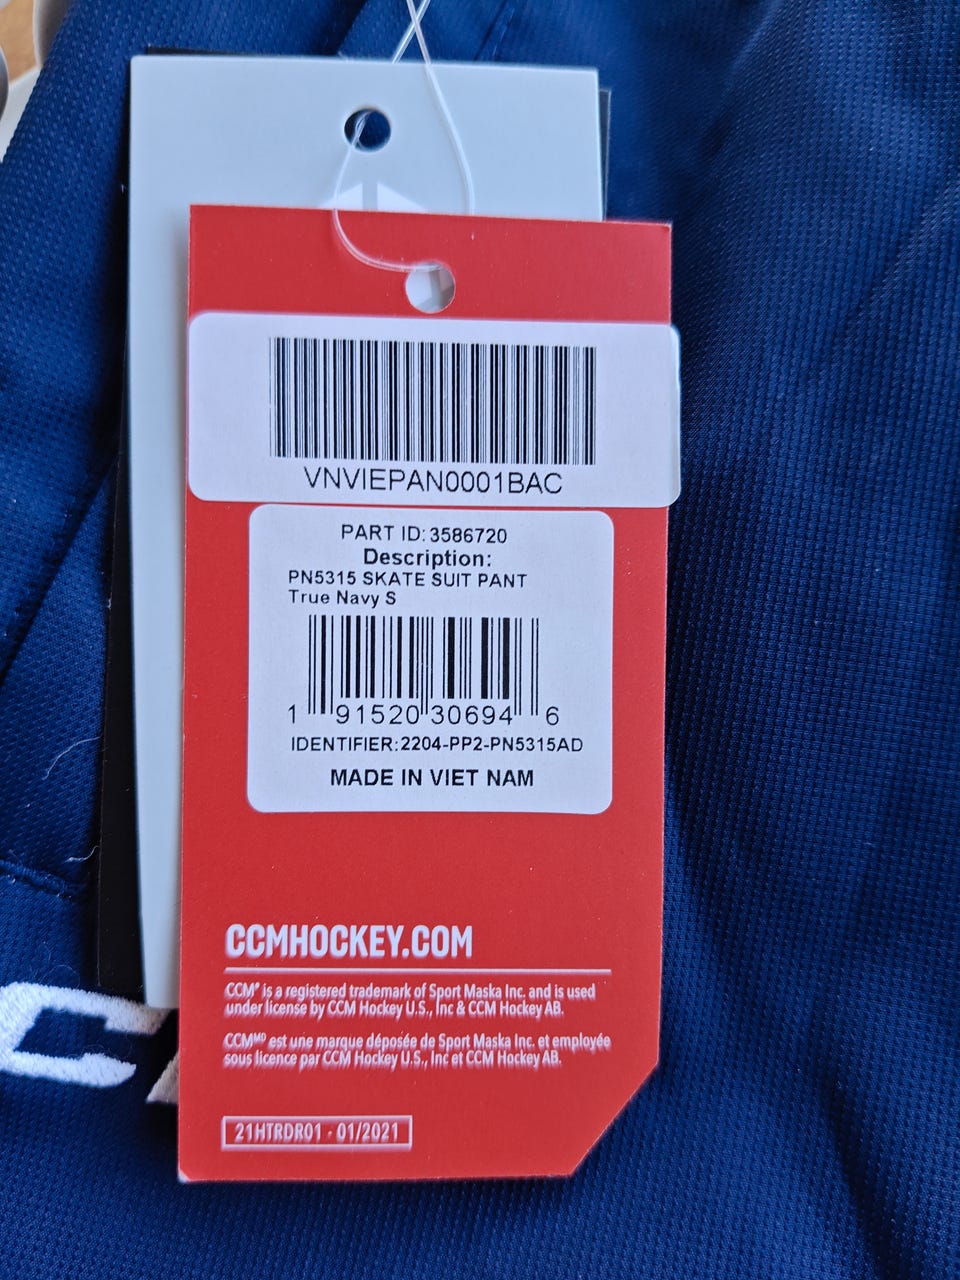 VNVIEPAN0001BAC
PART ID: 3586720
Description:
PN5315 SKATE SUIT PANT
True Navy S
1 91520 30694 6
IDENTIFIER:2204-PP2-PN5315AD
MADE IN VIET NAM
CCMHOCKEY.COM
CCM® is a registered trademark of Sport Maska Inc. and is used
under license by CCM Hockey U.S., Inc & CCM Hockey AB.
CCMᴹᴰ est une marque déposée de Sport Maska Inc. et employée
sous licence par CCM Hockey U.S., Inc et CCM Hockey AB.
21HTRDR01 - 01/2021